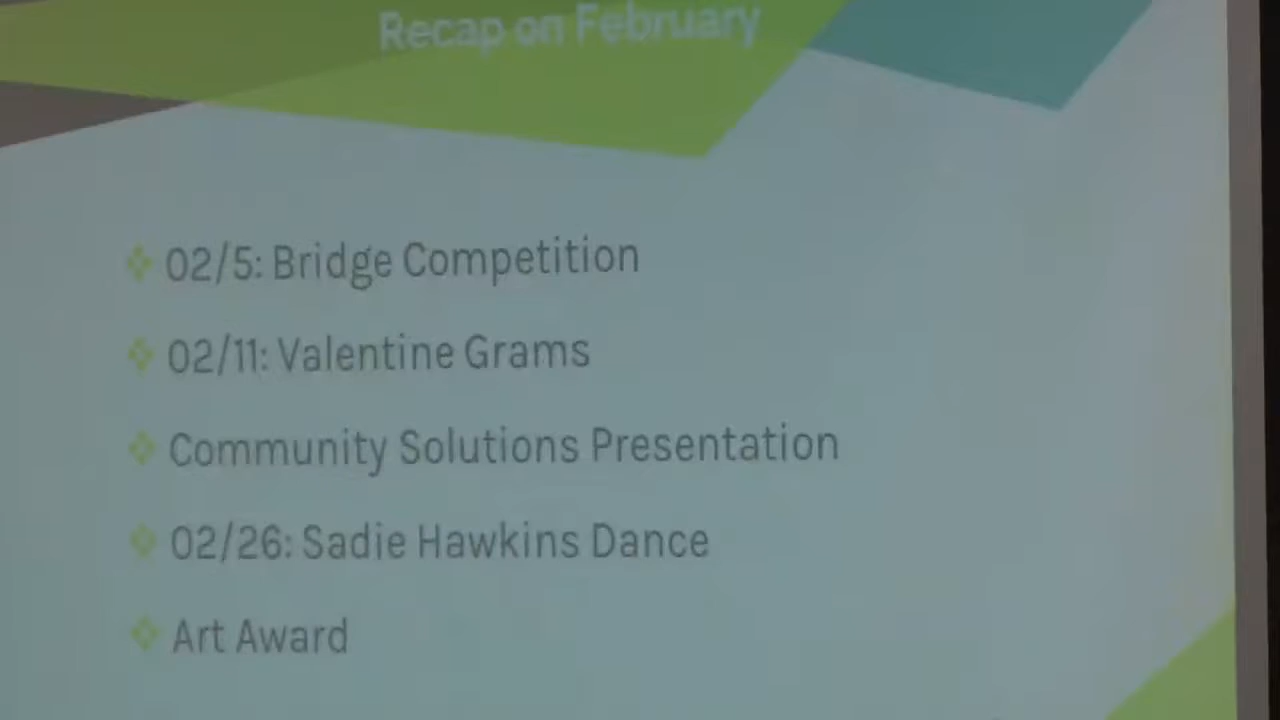 Recap on February
02/5: Bridge Competition
02/11: Valentine Grams
Community Solutions Presentation
02/26: Sadie Hawkins Dance
Art Award